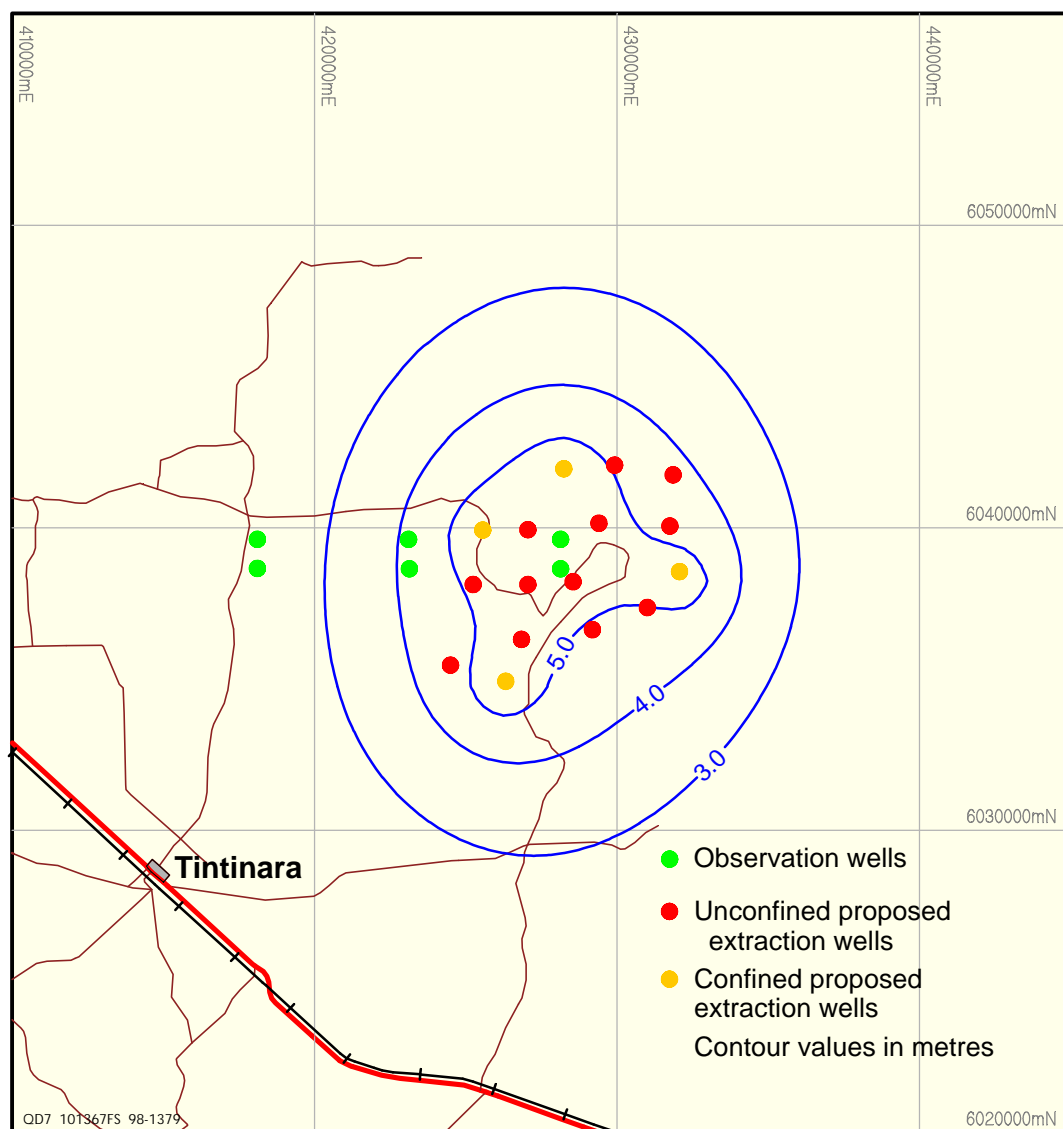 410000mE
420000mE
430000mE
440000mE
6050000mN
6040000mN
5.0
4.0
3.0
6030000mN
Tintinara
Observation wells
Unconfined proposed
extraction wells
Confined proposed
extraction wells
Contour values in metres
QD7 101367FS 98-1379
6020000mN